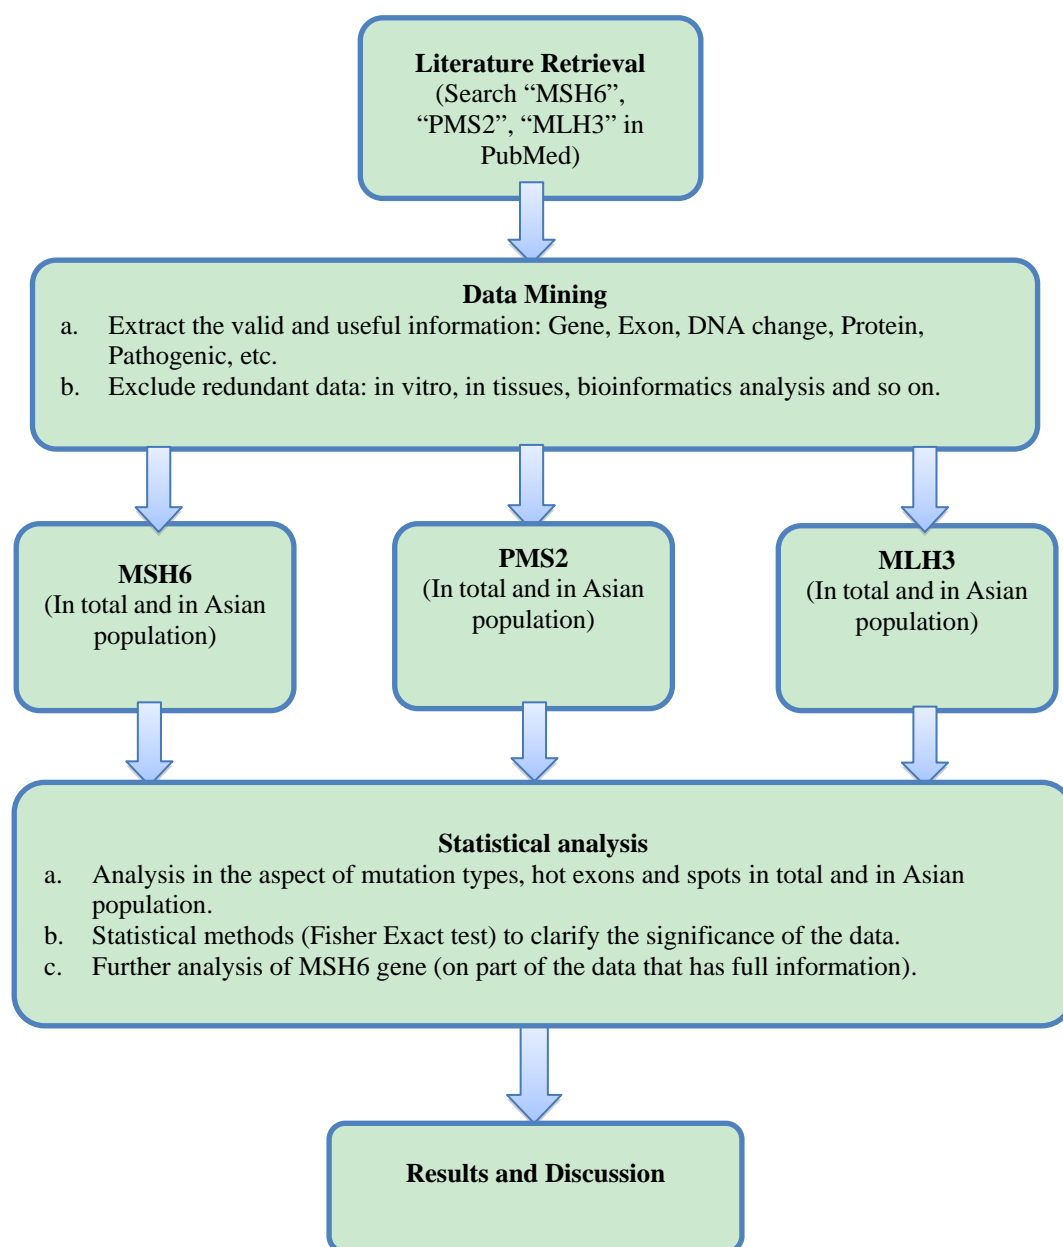 Literature Retrieval
(Search “MSH6”,
“PMS2”, “MLH3” in
PubMed)
Data Mining
a. Extract the valid and useful information: Gene, Exon, DNA change, Protein,
Pathogenic, etc.
b. Exclude redundant data: in vitro, in tissues, bioinformatics analysis and so on.
MSH6
(In total and in Asian
population)
PMS2
(In total and in Asian
population)
MLH3
(In total and in Asian
population)
Statistical analysis
a. Analysis in the aspect of mutation types, hot exons and spots in total and in Asian
population.
b. Statistical methods (Fisher Exact test) to clarify the significance of the data.
c. Further analysis of MSH6 gene (on part of the data that has full information).
Results and Discussion